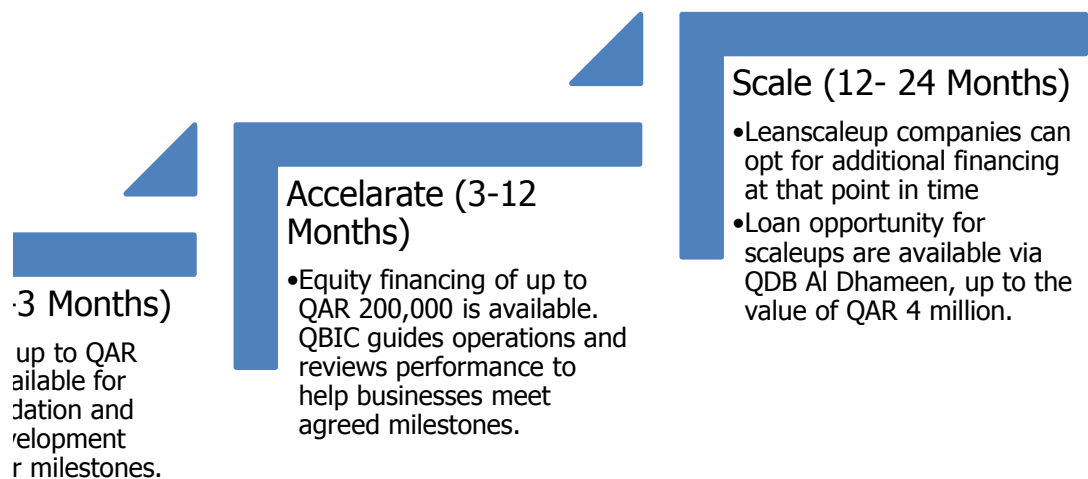 -3 Months)
up to QAR
for
and
milestones.
Accelarate (3-12
Months)
•Equity financing of up to
QAR 200,000 is available.
QBIC guides operations and
reviews performance to
help businesses meet
agreed milestones.
Scale (12- 24 Months)
•Leanscaleup companies can
opt for additional financing
at that point in time
•Loan opportunity for
scaleups are available via
QDB Al Dhameen, up to the
value of QAR 4 million.